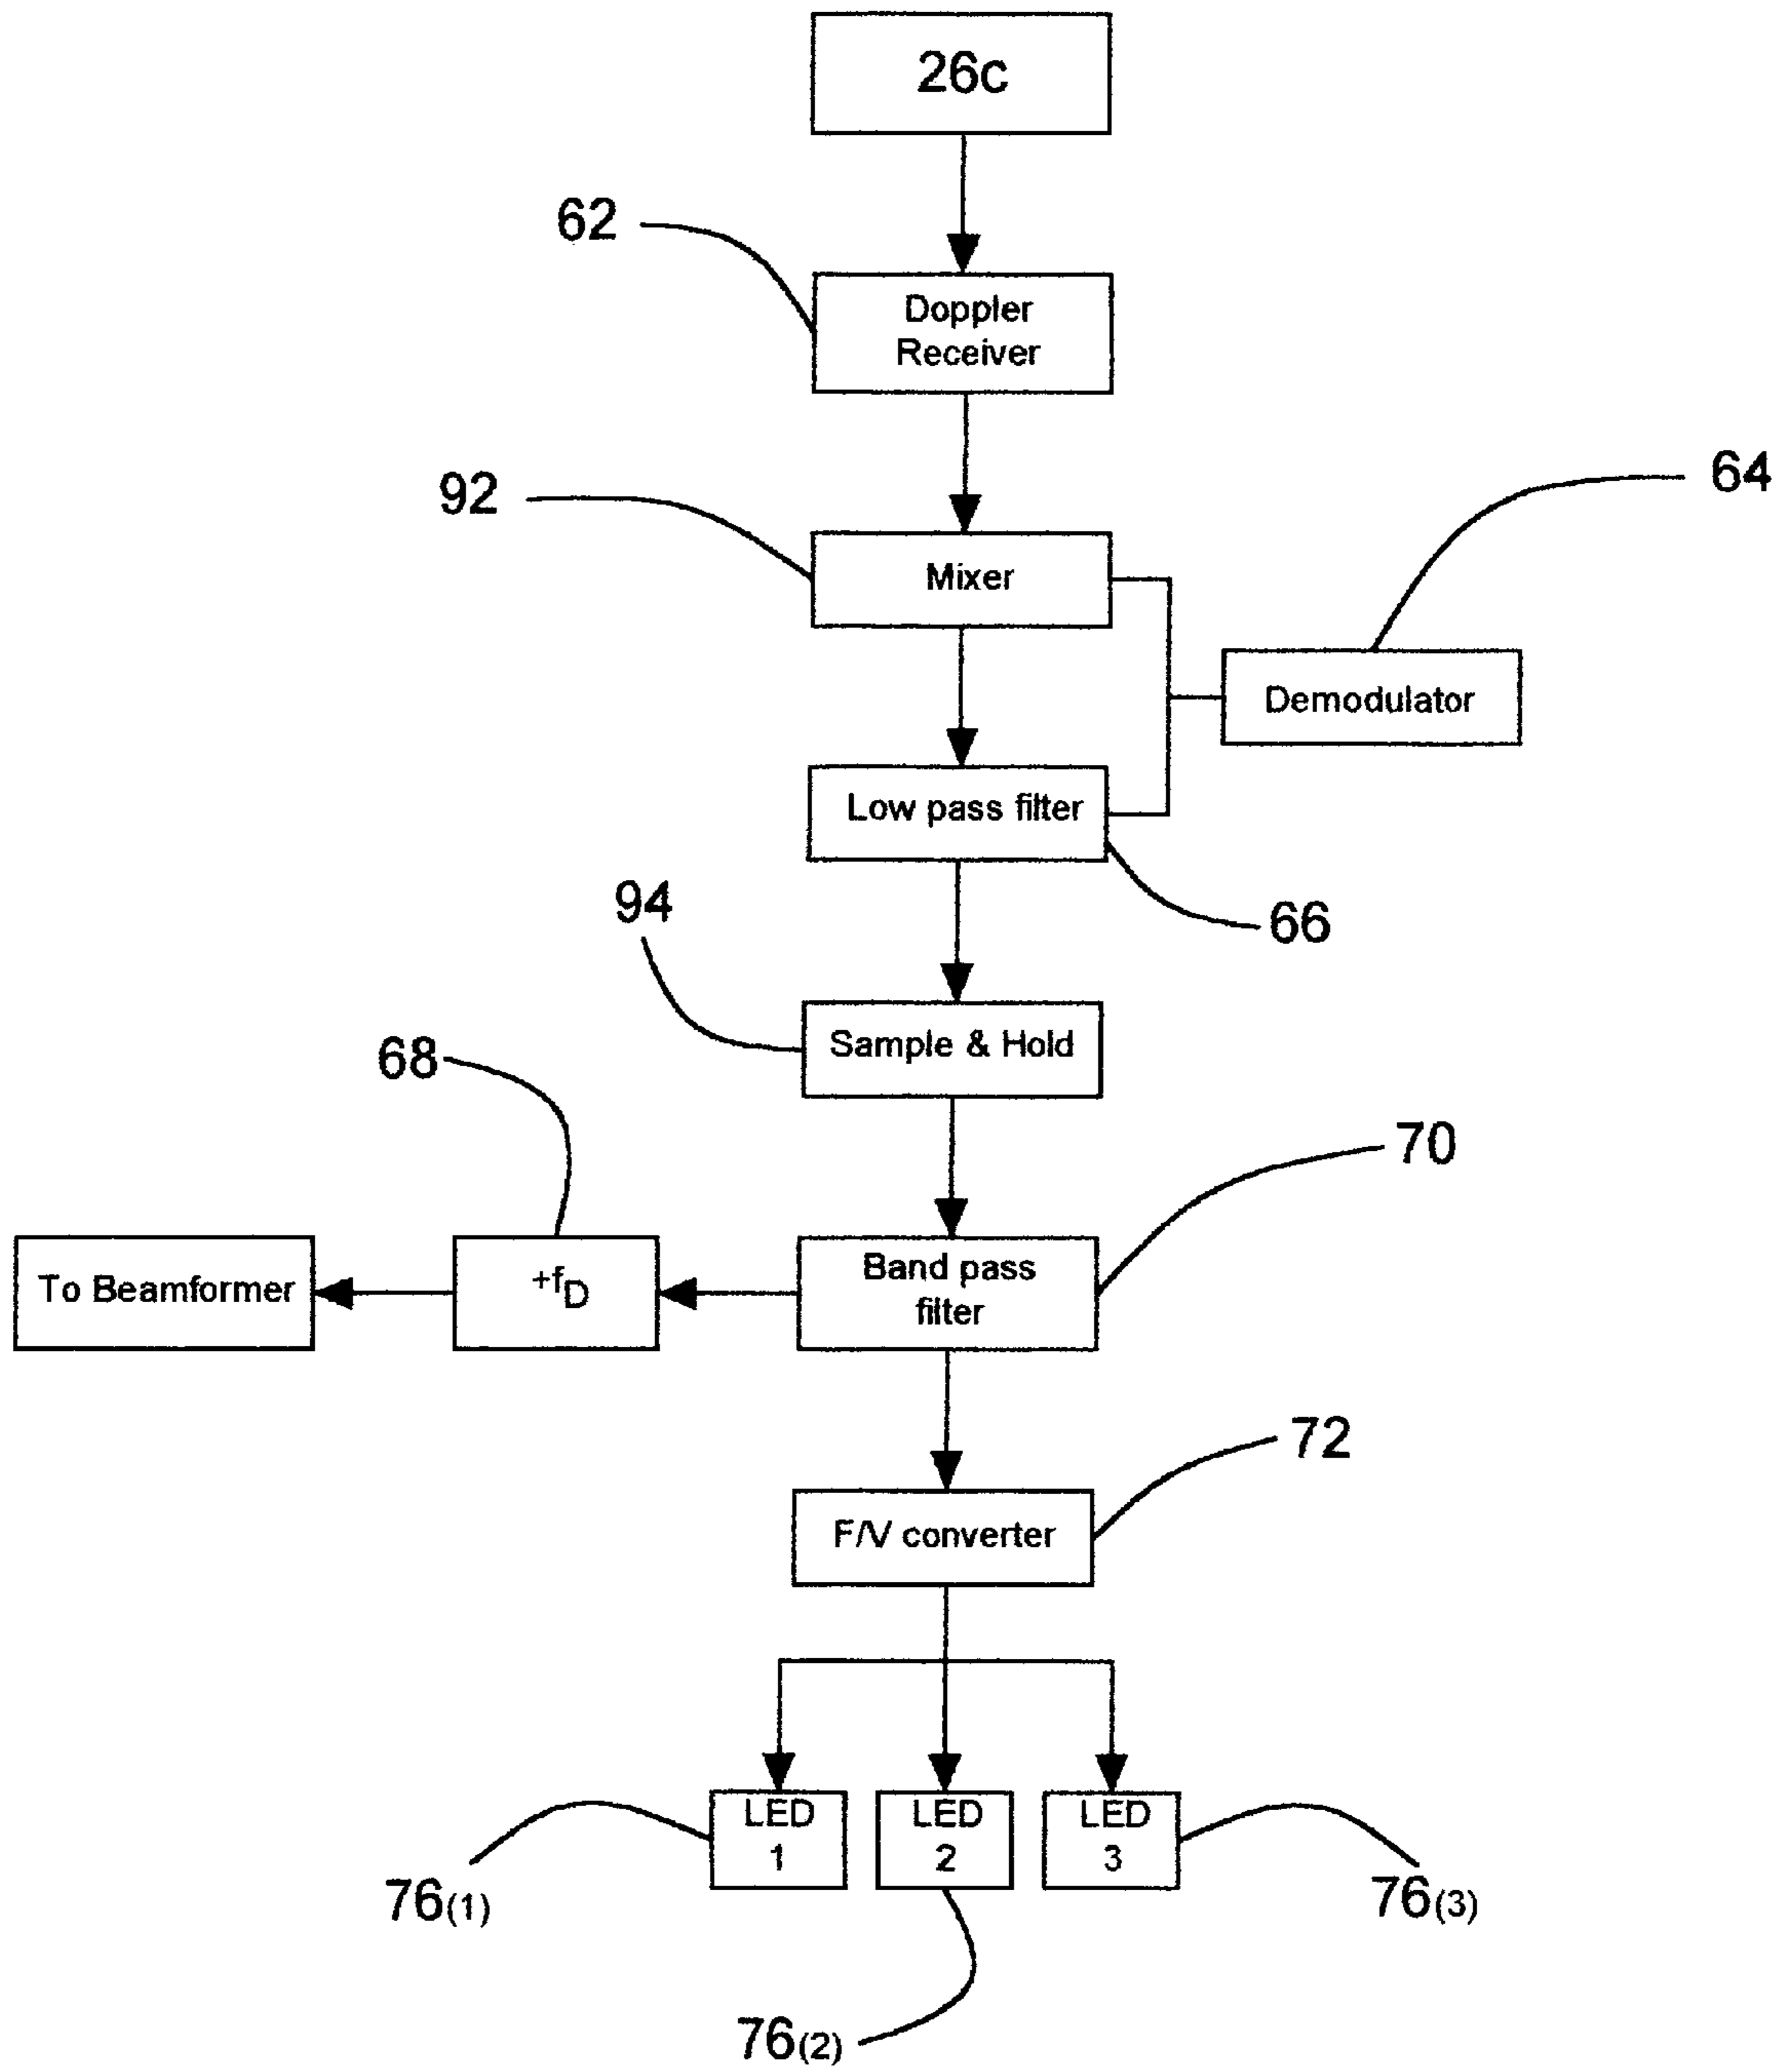 26c
62
Doppler
Receiver
92
64
Mixer
Demodulator
Low pass filter
94
66
Sample & Hold
68
70
To Beamformer
+fD
Band pass
filter
72
F/V converter
LED
1
LED
2
LED
3
76(1)
76(3)
76(2)